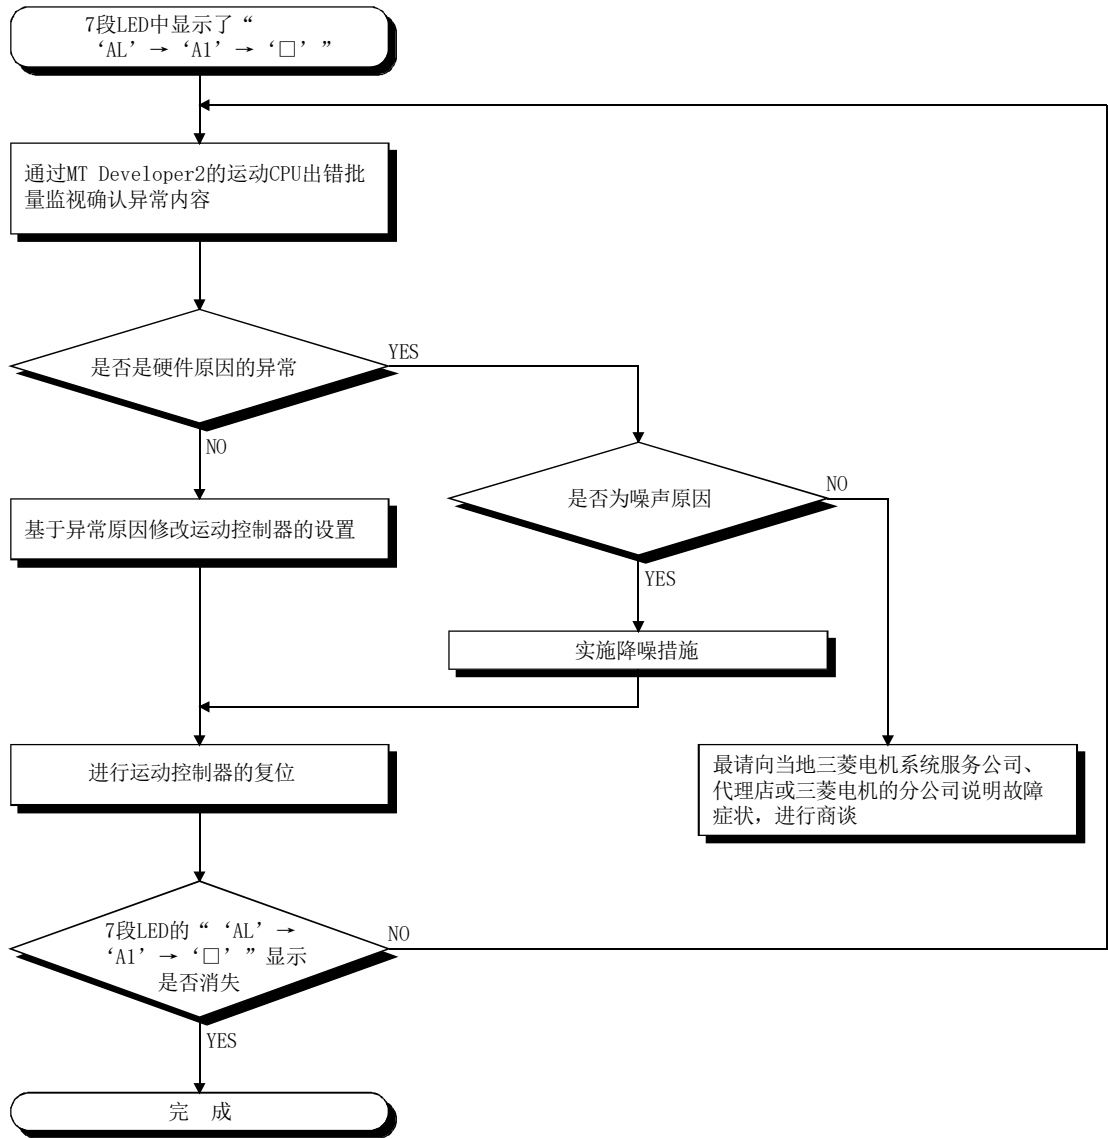 7段LED中显示了“
‘AL’→‘A1’→‘□’”
通过MT Developer2的运动CPU出错批
量监视确认异常内容
是否是硬件原因的异常
YES
NO
基于异常原因修改运动控制器的设置
是否为噪声原因
NO
YES
实施降噪措施
进行运动控制器的复位
最请向当地三菱电机系统服务公司、
代理店或三菱电机的分公司说明故障
症状，进行商谈
7段LED的“‘AL’→
‘A1’→‘□’”显示
是否消失
NO
YES
完 成